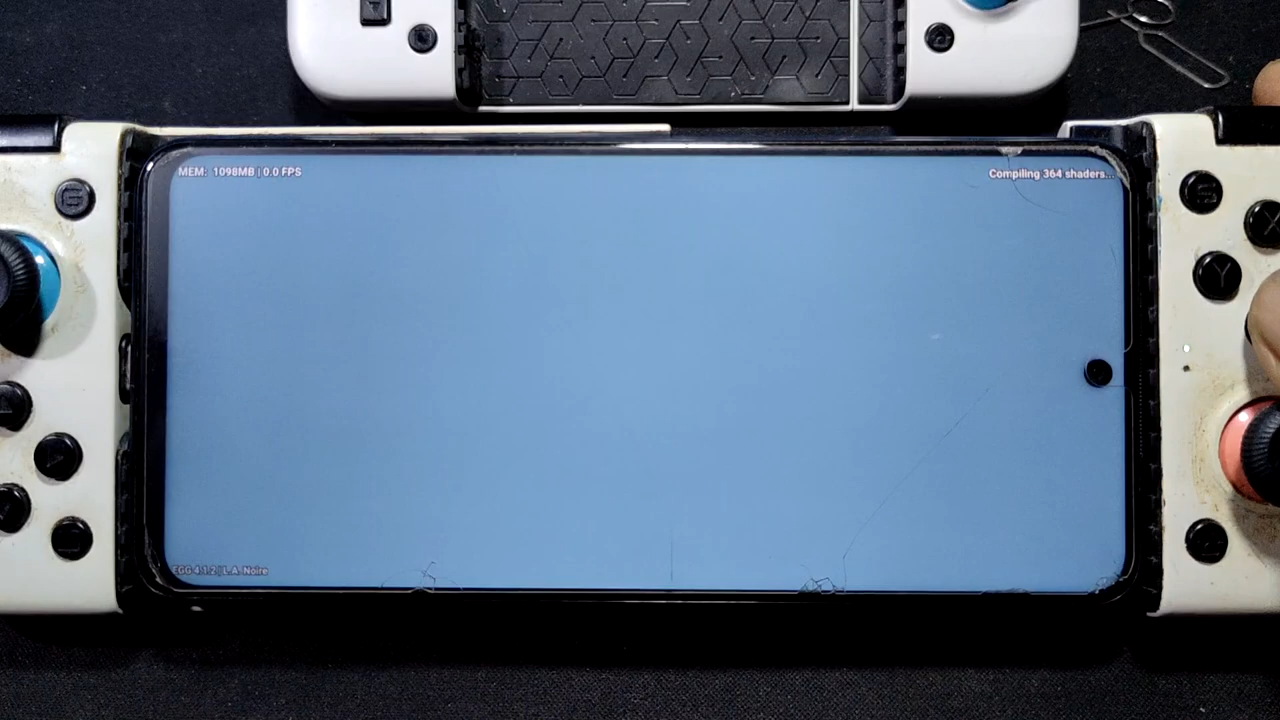 MEM: 1098MB | 0.0 FPS
Compiling 364 shaders...
X
Y
EGG 4.1.2 | L.A. Noire